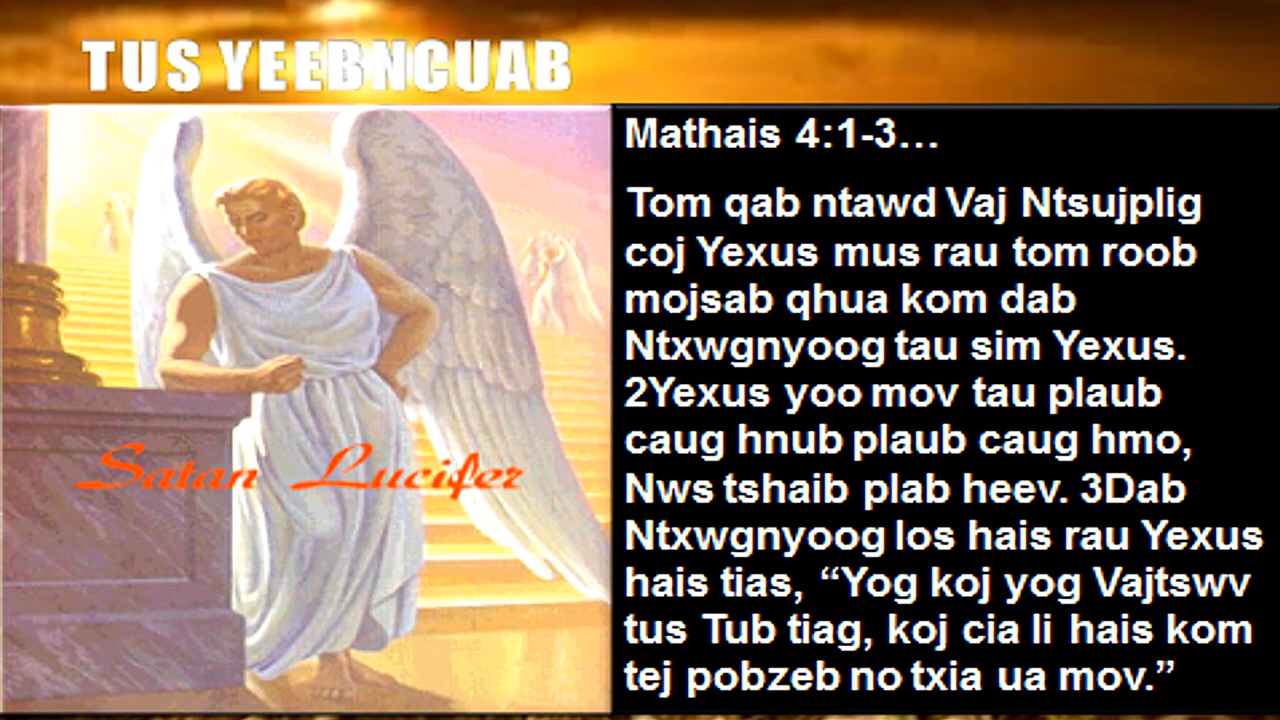 TUS YEEBNCUAB
Mathais 4:1-3…
Tom qab ntawd Vaj Ntsujplig
coj Yexus mus rau tom roob
mojsab qhua kom dab
Ntxwgnyoog tau sim Yexus.
2Yexus yoo mov tau plaub
caug hnub plaub caug hmo,
Nws tshaib plab heev. 3Dab
Ntxwgnyoog los hais rau Yexus
hais tias, “Yog koj yog Vajtswv
tus Tub tiag, koj cia li hais kom
tej pobzeb no txia ua mov.”
Satan Lucifer